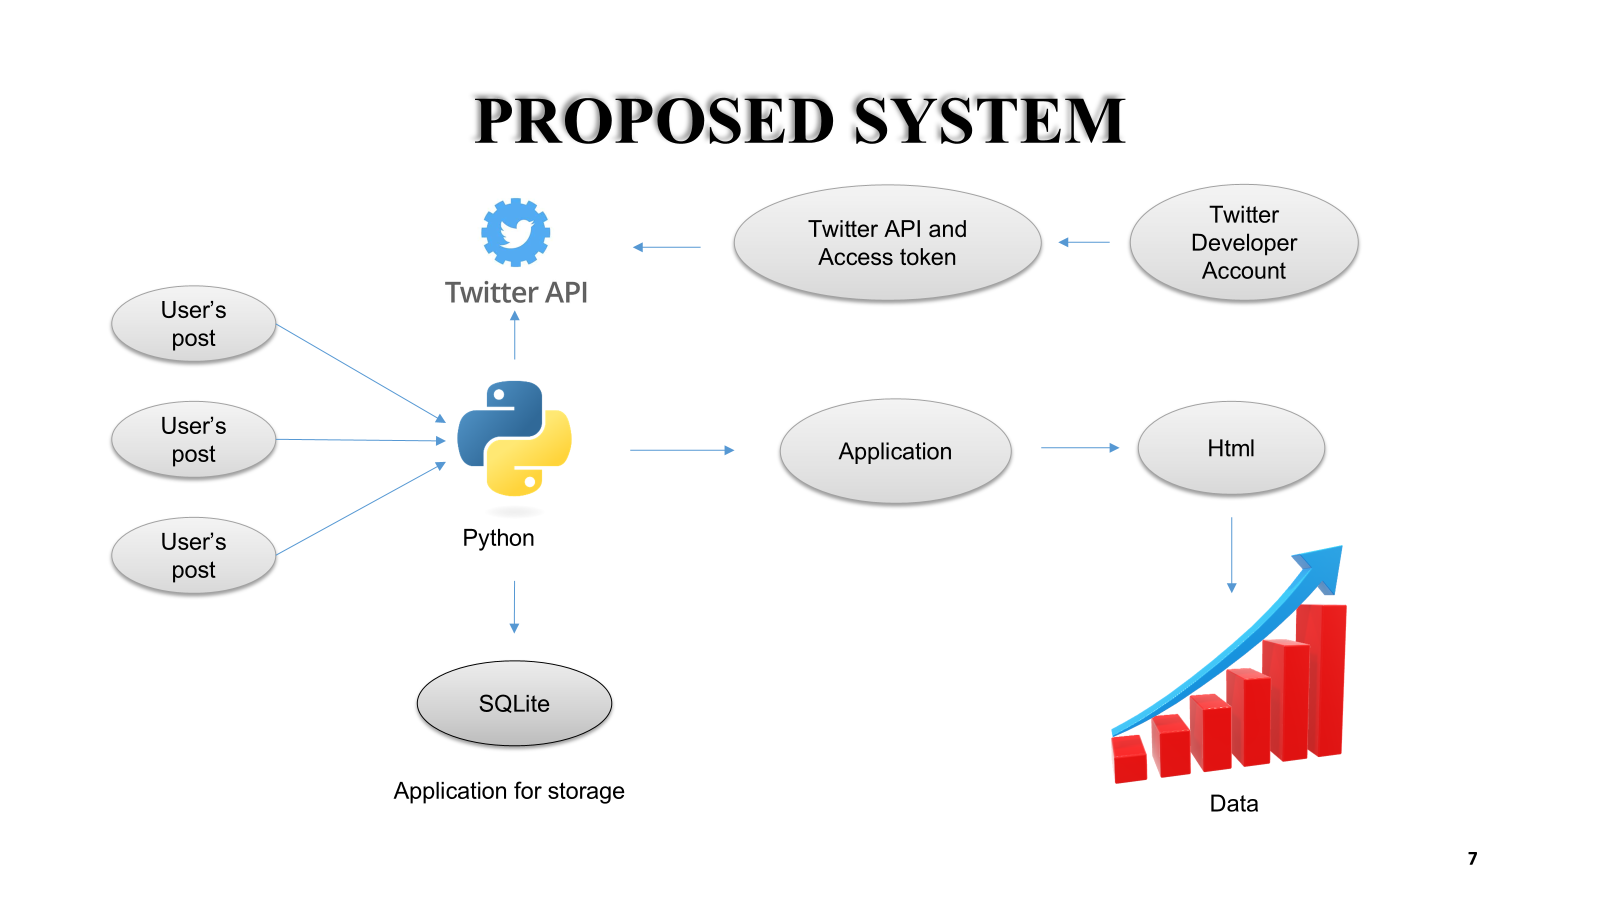 PROPOSED SYSTEM
Twitter API
Twitter API and
Access token
Twitter
Developer
Account
User’s
post
User’s
post
User’s
post
Python
Application
Html
SQLite
Application for storage
Data
7